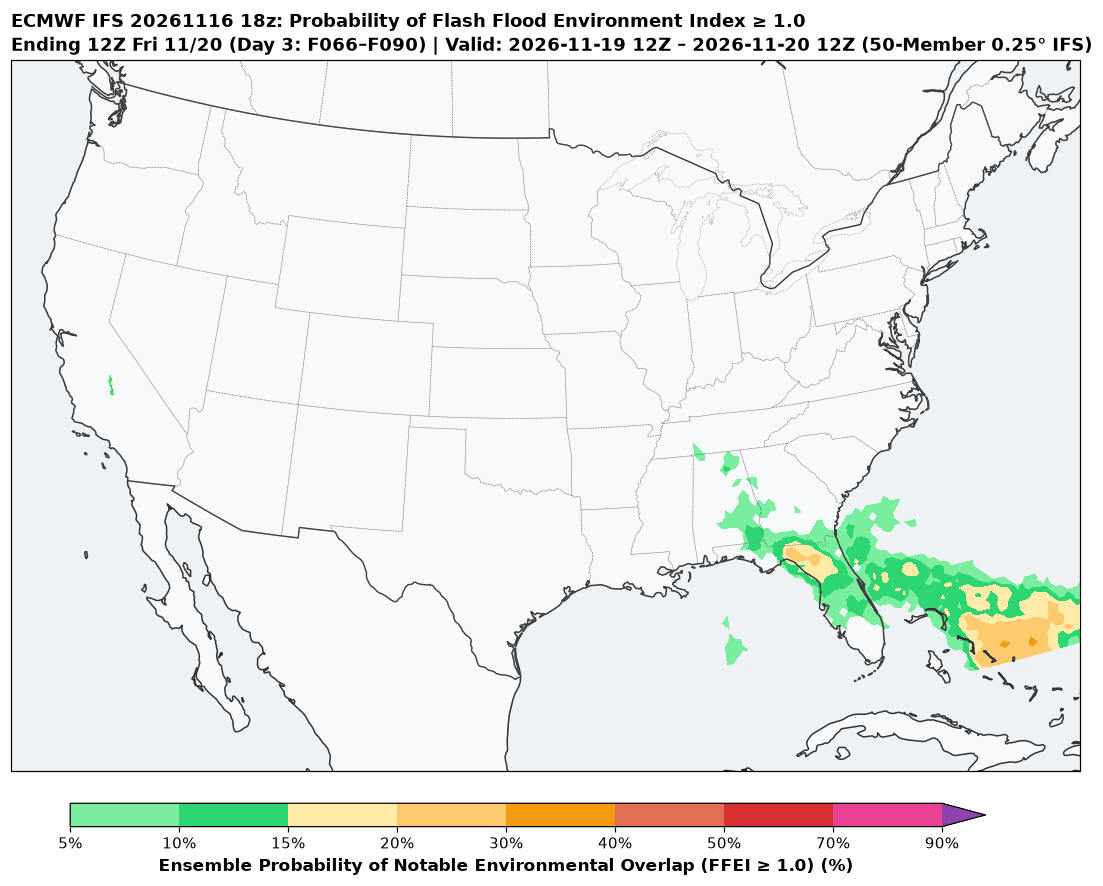 ECMWF IFS 20261116 18z: Probability of Flash Flood Environment Index ≥ 1.0
Ending 12Z Fri 11/20 (Day 3: F066–F090) | Valid: 2026-11-19 12Z – 2026-11-20 12Z (50-Member 0.25° IFS)
5% 10% 15% 20% 30% 40% 50% 70% 90%
Ensemble Probability of Notable Environmental Overlap (FFEI ≥ 1.0) (%)